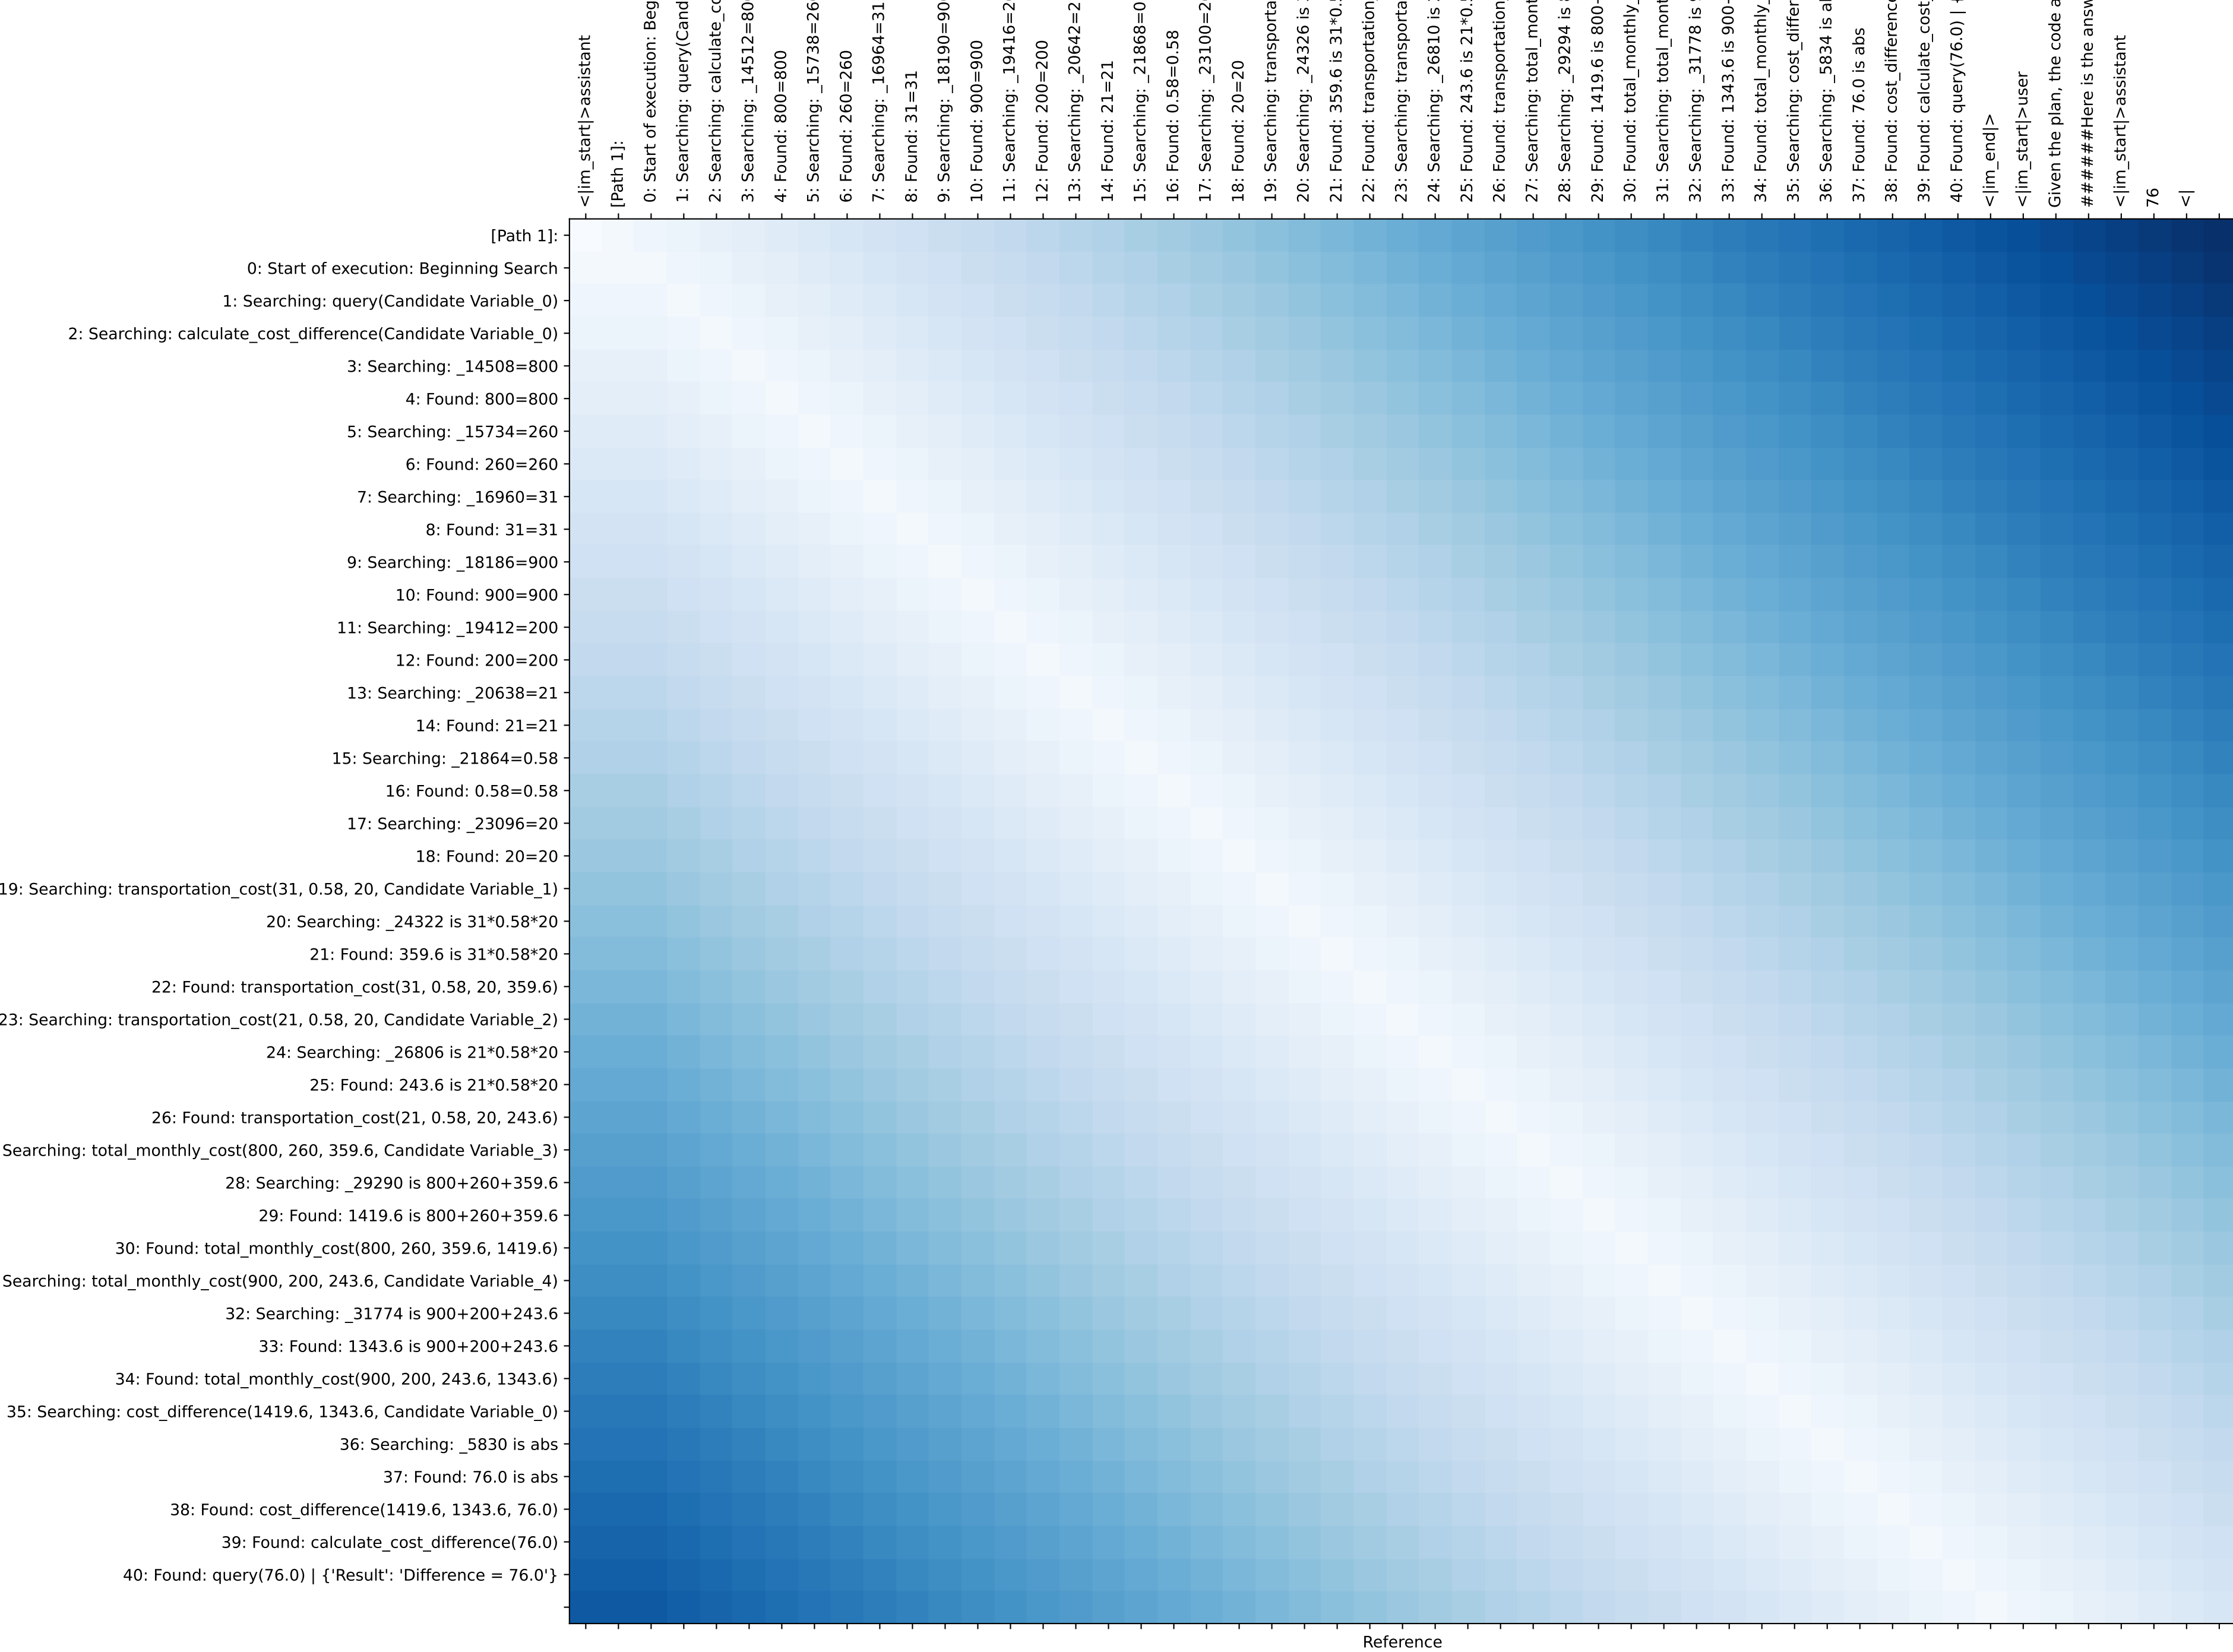 <|im_start|>assistant
[Path 1]:
0: Start of execution: Beg
1: Searching: query(Cand
2: Searching: calculate_co
3: Searching: _14512=80
4: Found: 800=800
5: Searching: _15738=26
6: Found: 260=260
7: Searching: _16964=31
8: Found: 31=31
9: Searching: _18190=90
10: Found: 900=900
11: Searching: _19416=2
12: Found: 200=200
13: Searching: _20642=2
14: Found: 21=21
15: Searching: _21868=0
16: Found: 0.58=0.58
17: Searching: _23100=2
18: Found: 20=20
19: Searching: transporta
20: Searching: _24326 is
21: Found: 359.6 is 31*0.
22: Found: transportation
23: Searching: transporta
24: Searching: _26810 is
25: Found: 243.6 is 21*0.
26: Found: transportation
27: Searching: total_mont
28: Searching: _29294 is
29: Found: 1419.6 is 800
30: Found: total_monthly_
31: Searching: total_mont
32: Searching: _31778 is
33: Found: 1343.6 is 900
34: Found: total_monthly_
35: Searching: cost_differ
36: Searching: _5834 is a
37: Found: 76.0 is abs
38: Found: cost_difference
39: Found: calculate_cost_
40: Found: query(76.0) |
<|im_end|>
<|im_start|>user
Given the plan, the code a
######Here is the answ
<|im_start|>assistant
76
<|
[Path 1]:
0: Start of execution: Beginning Search
1: Searching: query(Candidate Variable_0)
2: Searching: calculate_cost_difference(Candidate Variable_0)
3: Searching: _14508=800
4: Found: 800=800
5: Searching: _15734=260
6: Found: 260=260
7: Searching: _16960=31
8: Found: 31=31
9: Searching: _18186=900
10: Found: 900=900
11: Searching: _19412=200
12: Found: 200=200
13: Searching: _20638=21
14: Found: 21=21
15: Searching: _21864=0.58
16: Found: 0.58=0.58
17: Searching: _23096=20
18: Found: 20=20
19: Searching: transportation_cost(31, 0.58, 20, Candidate Variable_1)
20: Searching: _24322 is 31*0.58*20
21: Found: 359.6 is 31*0.58*20
22: Found: transportation_cost(31, 0.58, 20, 359.6)
23: Searching: transportation_cost(21, 0.58, 20, Candidate Variable_2)
24: Searching: _26806 is 21*0.58*20
25: Found: 243.6 is 21*0.58*20
26: Found: transportation_cost(21, 0.58, 20, 243.6)
Searching: total_monthly_cost(800, 260, 359.6, Candidate Variable_3)
28: Searching: _29290 is 800+260+359.6
29: Found: 1419.6 is 800+260+359.6
30: Found: total_monthly_cost(800, 260, 359.6, 1419.6)
Searching: total_monthly_cost(900, 200, 243.6, Candidate Variable_4)
32: Searching: _31774 is 900+200+243.6
33: Found: 1343.6 is 900+200+243.6
34: Found: total_monthly_cost(900, 200, 243.6, 1343.6)
35: Searching: cost_difference(1419.6, 1343.6, Candidate Variable_0)
36: Searching: _5830 is abs
37: Found: 76.0 is abs
38: Found: cost_difference(1419.6, 1343.6, 76.0)
39: Found: calculate_cost_difference(76.0)
40: Found: query(76.0) | {'Result': 'Difference = 76.0'}
Reference